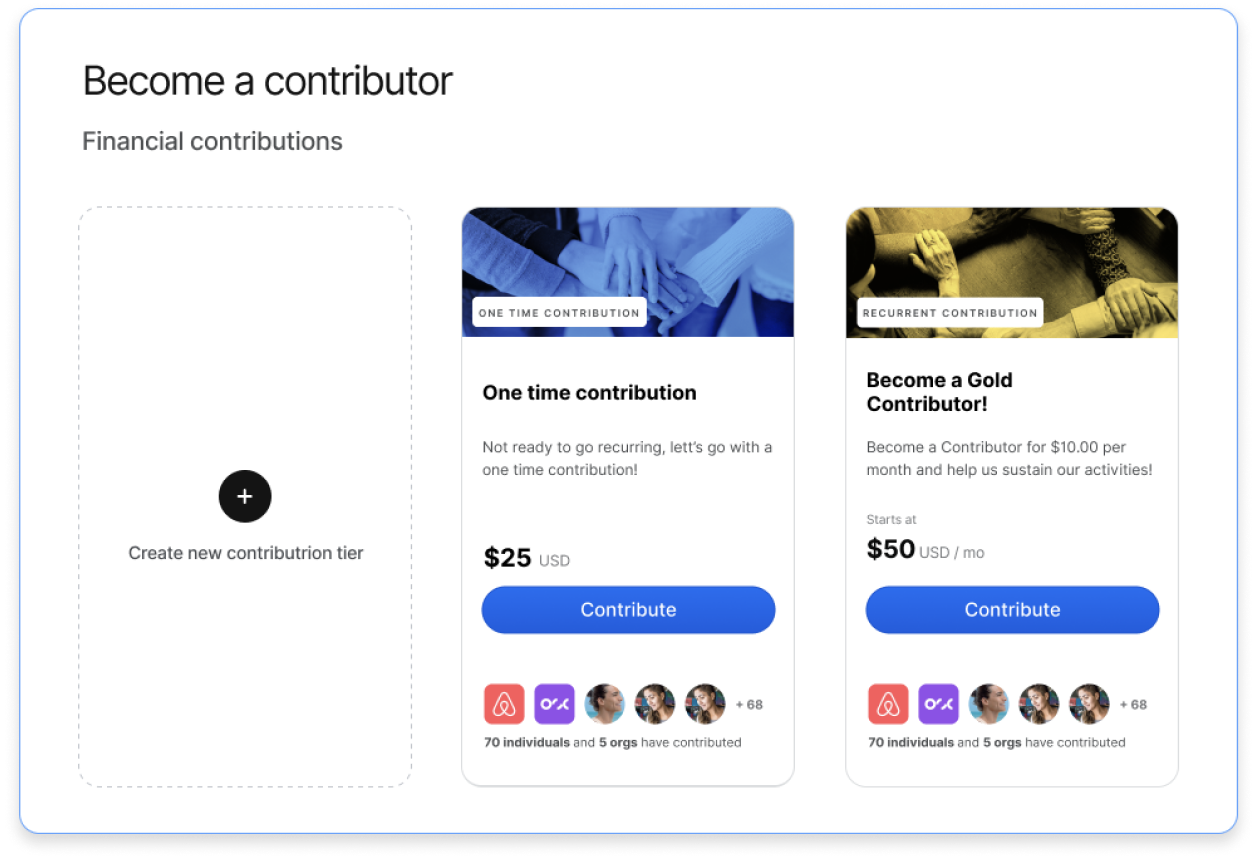 Become a contributor
Financial contributions
+
Create new contributrion tier
ONE TIME CONTRIBUTION
One time contribution
Not ready to go recurring, lett's go with a
one time contribution!
$25 USD
Contribute
+ 68
70 individuals and 5 orgs have contributed
RECURRENT CONTRIBUTION
Become a Gold
Contributor!
Become a Contributor for $10.00 per
month and help us sustain our activities!
Starts at
$50 USD / mo
Contribute
+ 68
70 individuals and 5 orgs have contributed